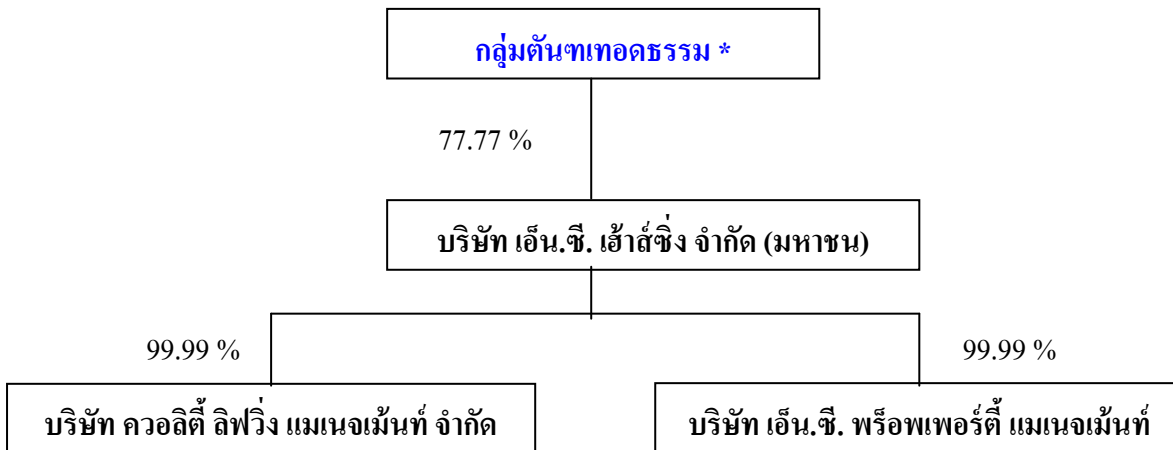 กลุ่มตันฑเทอดธรรม *
77.77 %
บริษัท เอ็น.ซี. เฮ้าส์ซิ่ง จำกัด (มหาชน)
99.99 %
99.99 %
บริษัท ควอลิตี้ ลิฟวิ่ง แมเนจเม้นท์ จำกัด
บริษัท เอ็น.ซี. พร็อพเพอร์ตี้ แมเนจเม้นท์